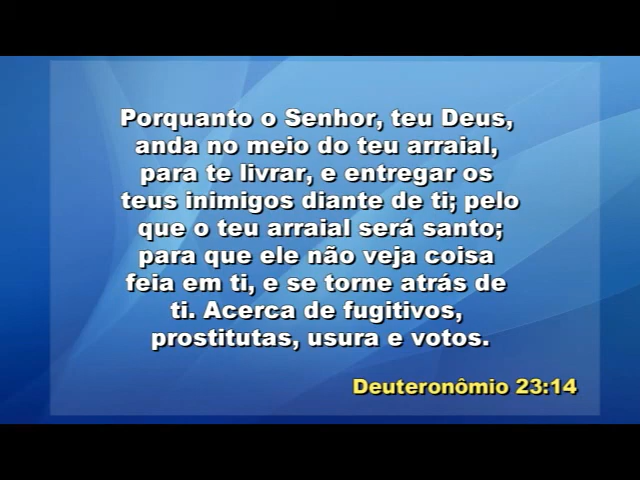 Porquanto o Senhor, teu Deus,
anda no meio do teu arraial,
para te livrar, e entregar os
teus inimigos diante de ti; pelo
que o teu arraial será santo;
para que ele não veja coisa
feia em ti, e se torne atrás de
ti. Acerca de fugitivos,
prostitutas, usura e votos.
Deuteronômio 23:14